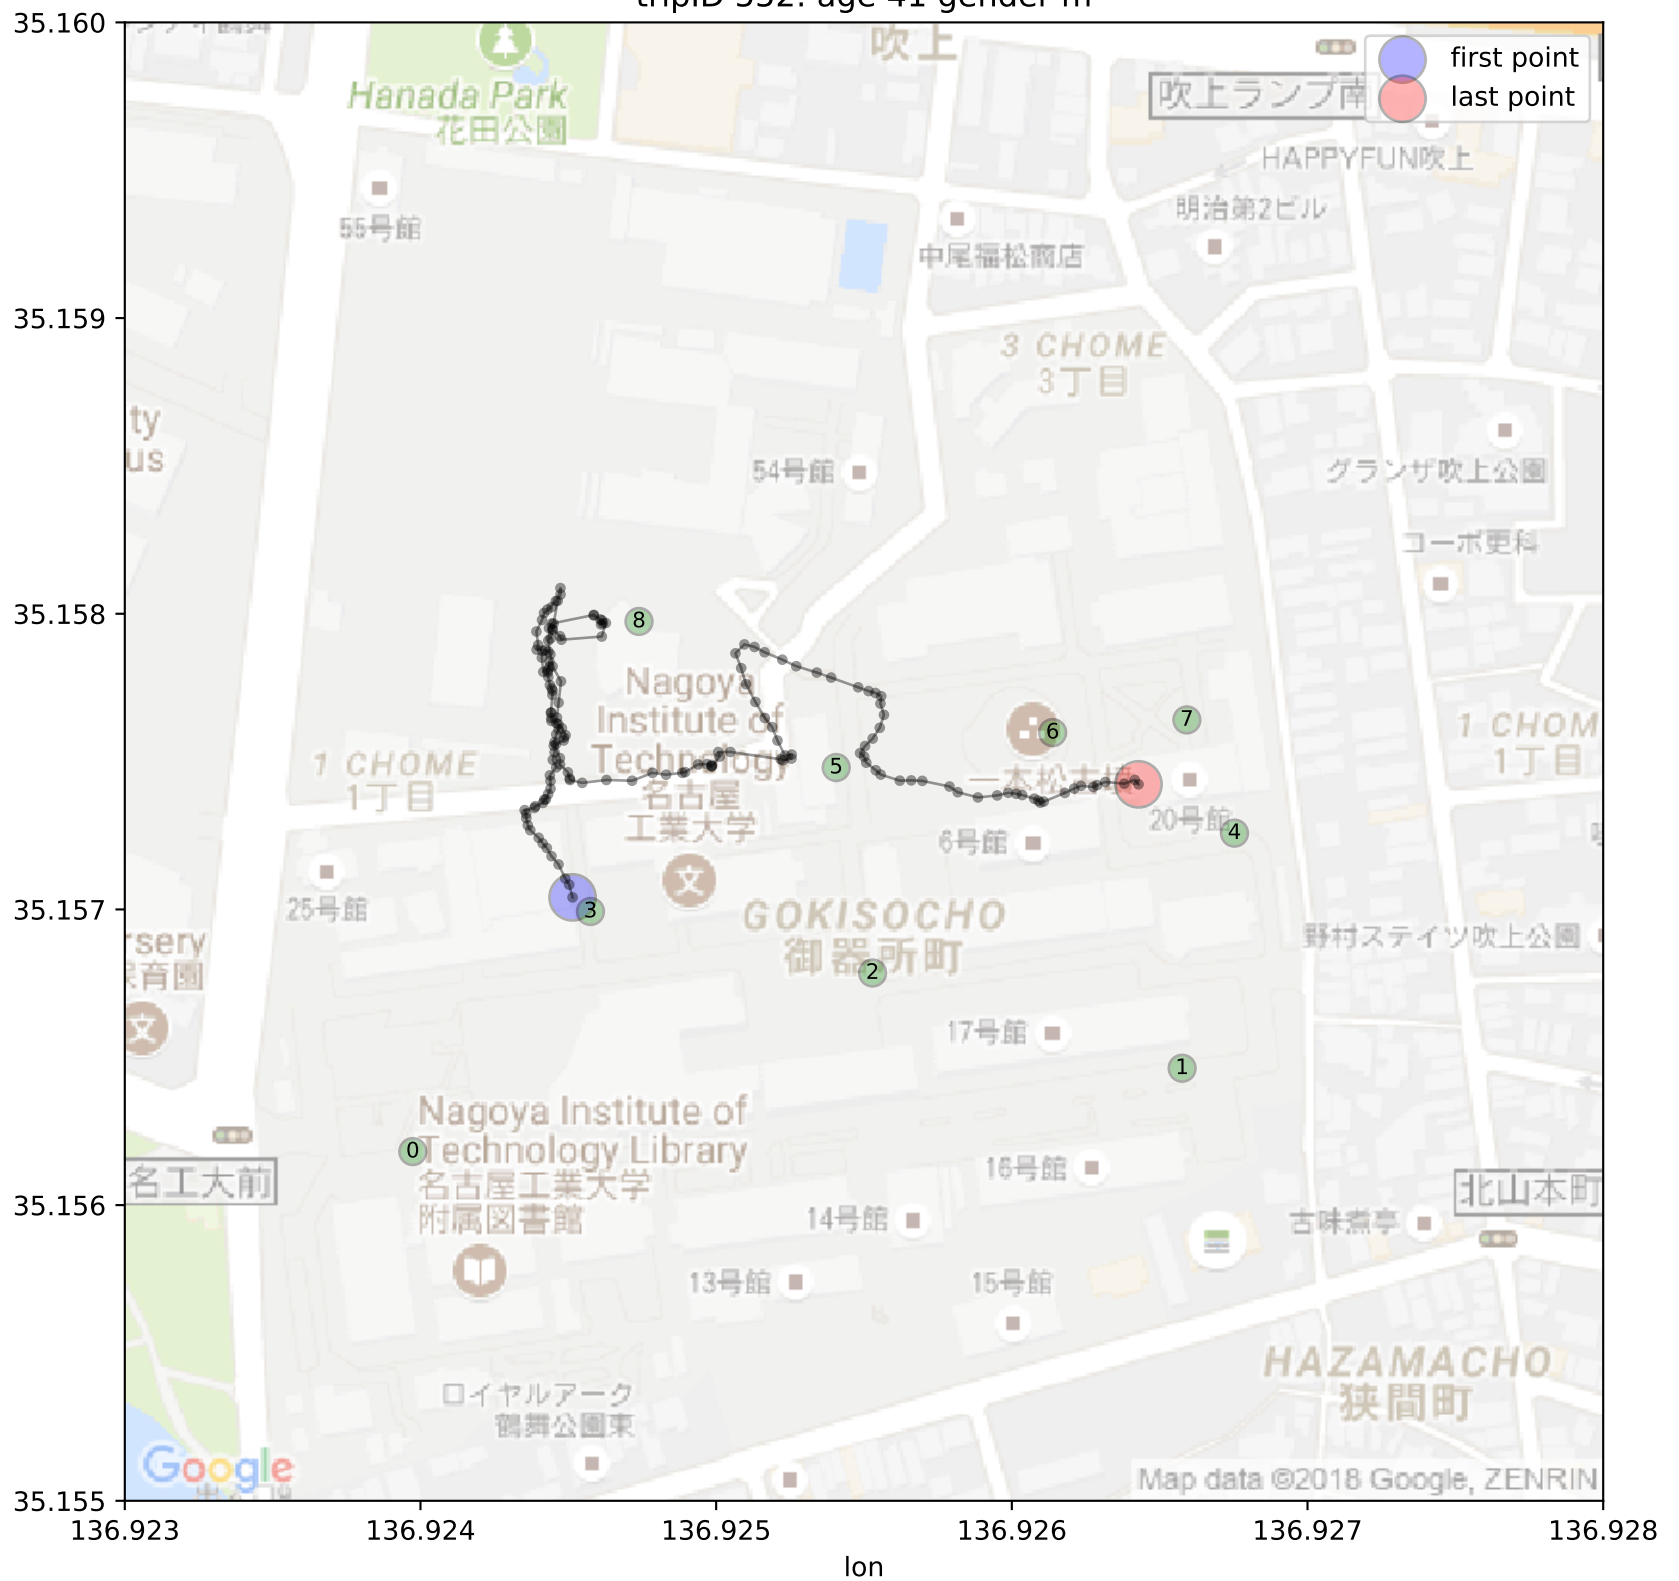 35.160
吹上
first point
last point
吹上ランプ南
Hanada Park
花田公園
HAPPYFUN吹上
55号館
明治第2ビル
中尾福松商店
35.159
3 CHOME
3丁目
ty
us
54号館
グランザ吹上公園
コーポ更科
35.158
8
Nagoya
Institute of
Technology
名古屋
工業大学
7
6
5
1 CHOME
1丁目
1 CHOM
1丁目
一本松古墳
20号館
4
6号館
35.157
25号館
3
GOKISOCHO
御器所町
2
rsery
保育園
野村ステイツ吹上公園
17号館
1
Nagoya Institute of
Technology Library
名古屋工業大学
附属図書館
0
名工大前
16号館
北山本町
35.156
14号館
古味煮亭
13号館
15号館
HAZAMACHO
狭間町
ロイヤルアーク
鶴舞公園東
Google
Map data ©2018 Google, ZENRIN
35.155
136.923
136.924
136.925
136.926
136.927
136.928
lon